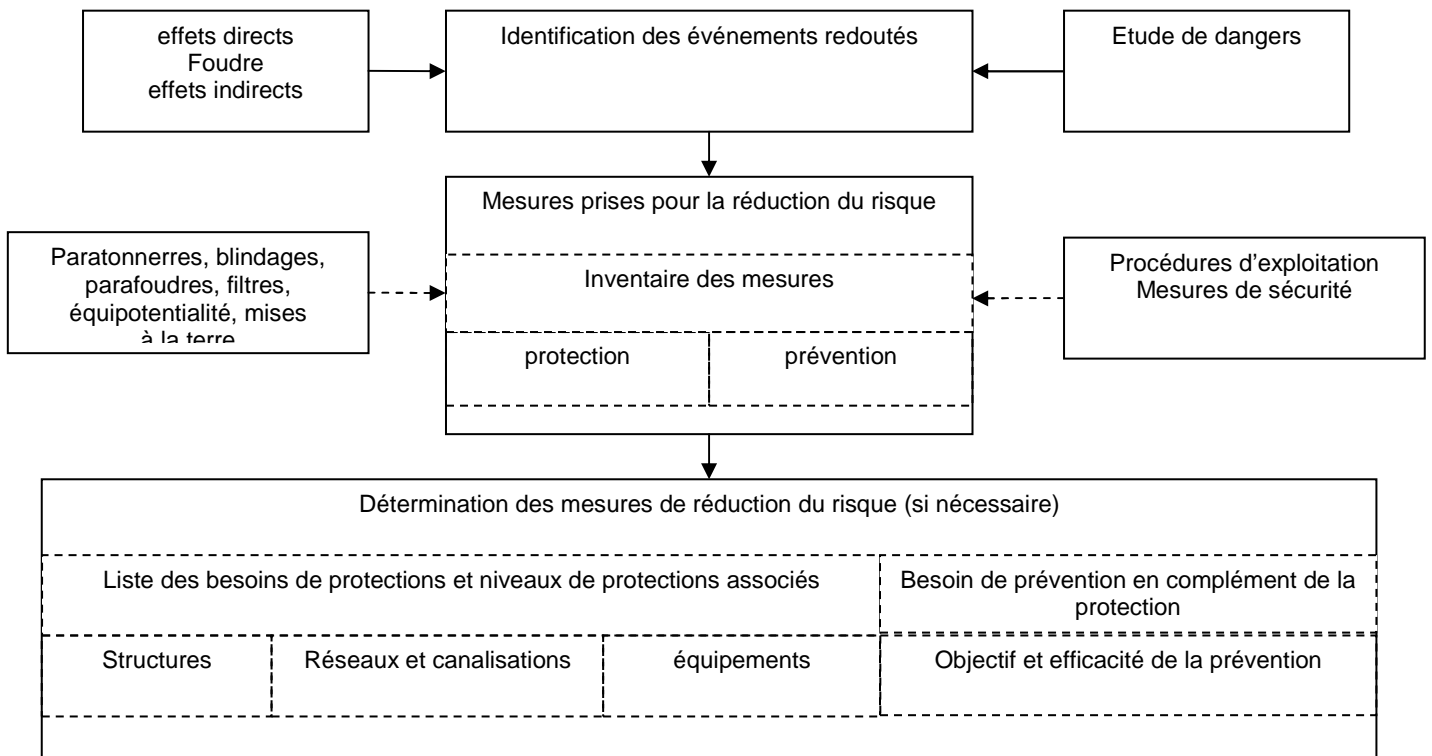 effets directs
Foudre
effets indirects
Identification des événements redoutés
Etude de dangers
Mesures prises pour la réduction du risque
Paratonnerres, blindages,
parafoudres, filtres,
équipotentialité, mises
à la terre
Inventaire des mesures
Procédures d’exploitation
Mesures de sécurité
protection
prévention
Détermination des mesures de réduction du risque (si nécessaire)
Liste des besoins de protections et niveaux de protections associés
Besoin de prévention en complément de la
protection
Structures
Réseaux et canalisations
équipements
Objectif et efficacité de la prévention